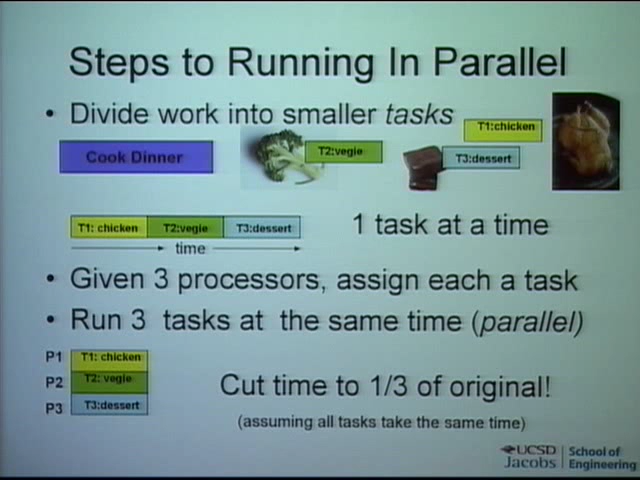 Steps to Running In Parallel
• Divide work into smaller tasks
T1:chicken
Cook Dinner
T2:vegie
T3:dessert
T1: chicken T2:vegie T3:dessert
1 task at a time
time
• Given 3 processors, assign each a task
• Run 3 tasks at the same time (parallel)
P1 T1: chicken
P2 T2: vegie
P3 T3:dessert
Cut time to 1/3 of original!
(assuming all tasks take the same time)
UCSD School of
Jacobs Engineering